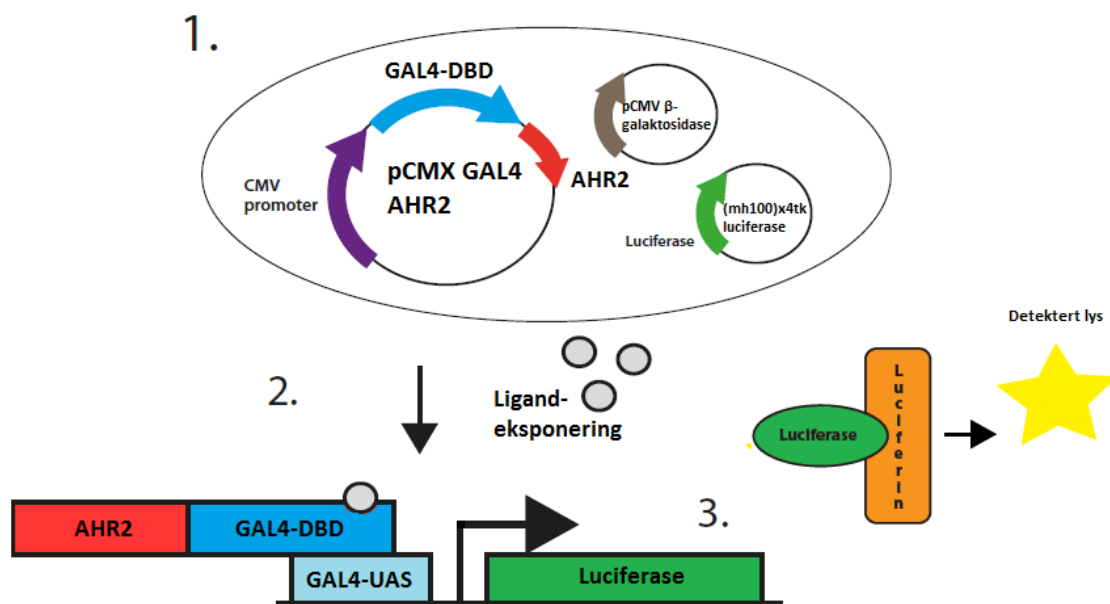 1.
GAL4-DBD
pCMV β-
galaktosidase
CMV
promoter
pCMX GAL4
AHR2
AHR2
(mh100)x4tk
luciferase
Luciferase
Detektert lys
2.
Ligand-
eksponering
Luciferase
Luciferin
3.
AHR2
GAL4-DBD
GAL4-UAS
Luciferase